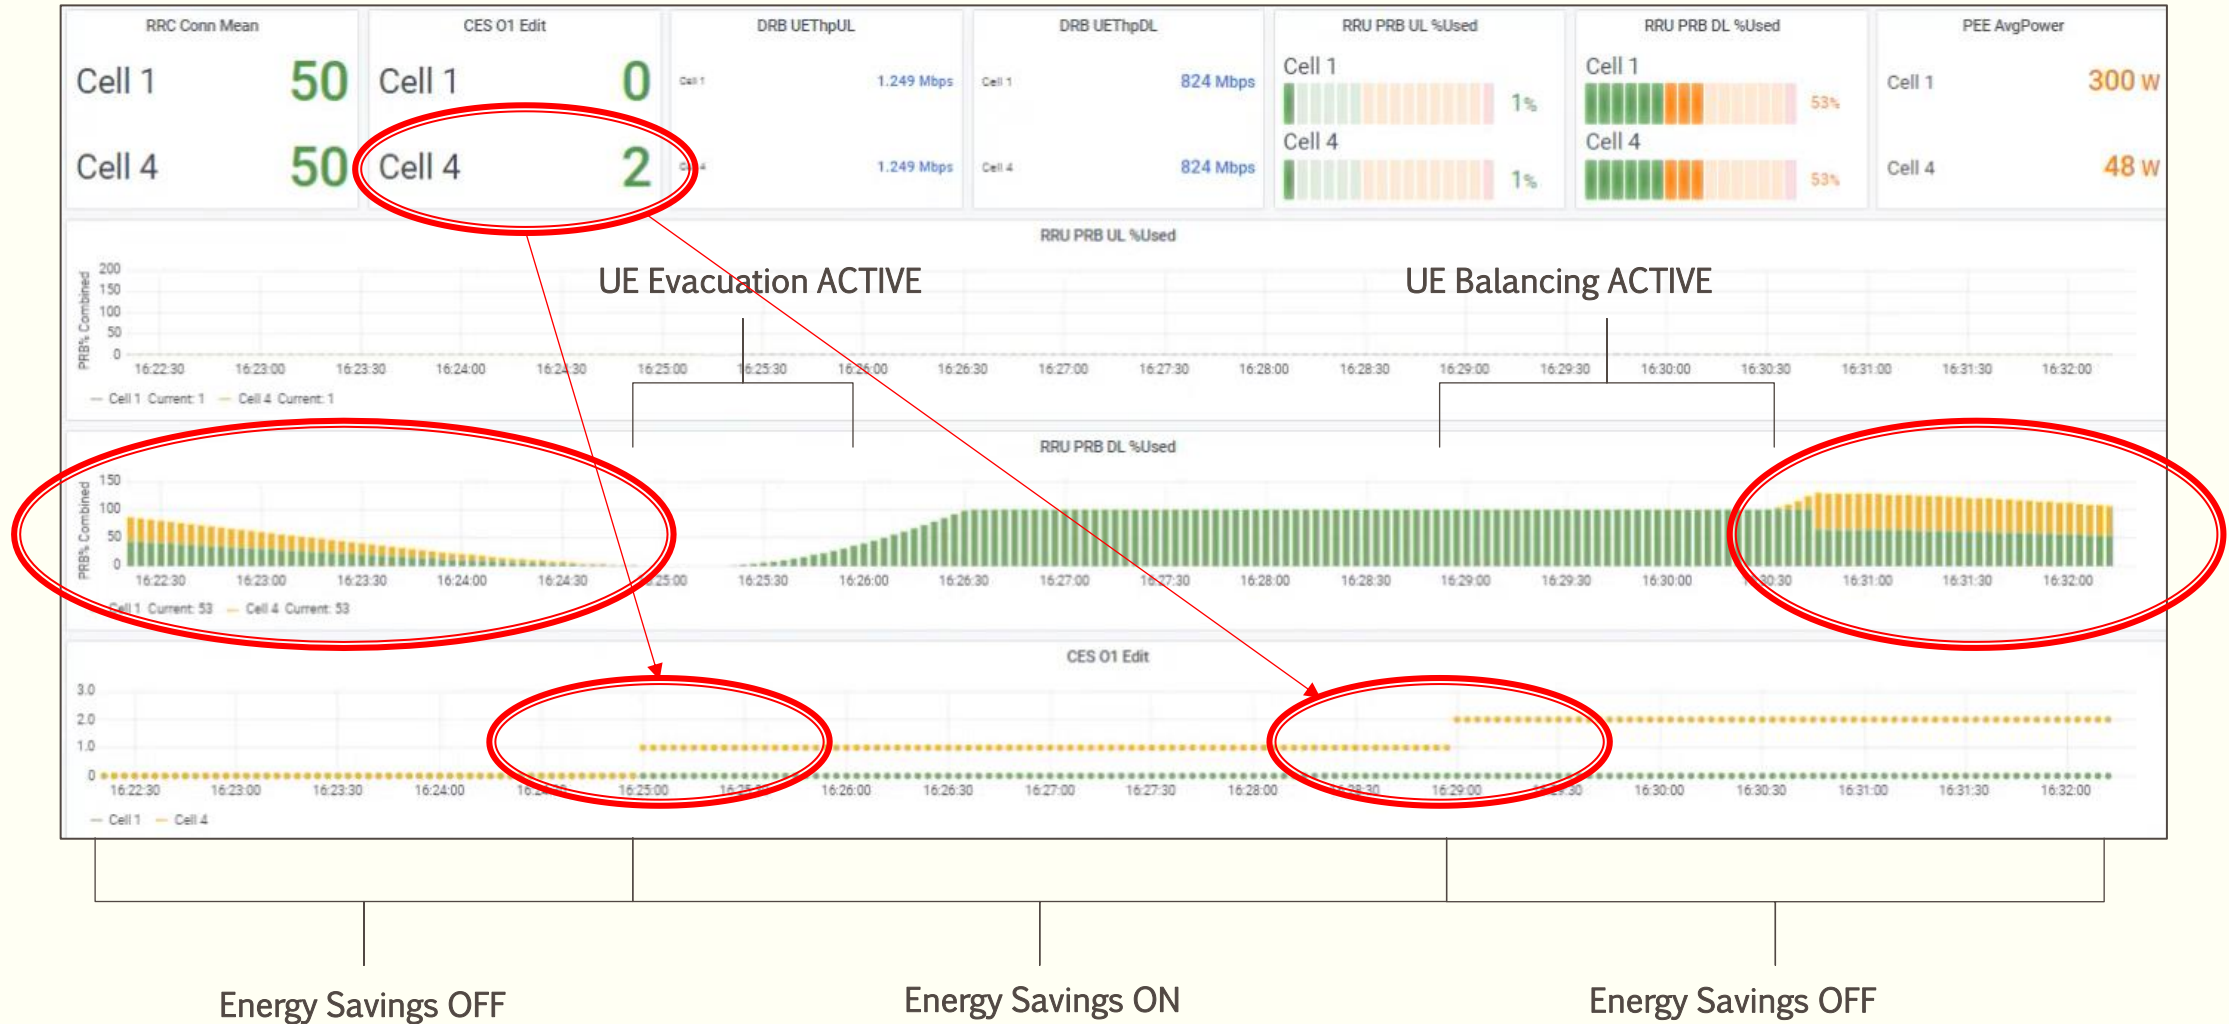 RRC Conn Mean
Cell 1 50
Cell 4 50
CES O1 Edit
Cell 1 0
Cell 4 2
DRB UEThpUL
Cell 1 1.249 Mbps
1.249 Mbps
DRB UEThpDL
Cell 1 824 Mbps
Cell 4 824 Mbps
RRU PRB UL %Used
Cell 1
1%
Cell 4
1%
RRU PRB DL %Used
Cell 1
53%
Cell 4
53%
PEE AvgPower
Cell 1 300 W
Cell 4 48 W
RRU PRB UL %Used
UE Evacuation ACTIVE
UE Balancing ACTIVE
PRB% Combined
200
150
100
50
0
16:22:30 16:23:00 16:23:30 16:24:00 16:24:30 16:25:00 16:25:30 16:26:00 16:26:30 16:27:00 16:27:30 16:28:00 16:28:30 16:29:00 16:29:30 16:30:00 16:30:30 16:31:00 16:31:30 16:32:00
Cell 1 Current: 1 Cell 4 Current: 1
RRU PRB DL %Used
PRB% Combined
150
100
50
0
16:22:30 16:23:00 16:23:30 16:24:00 16:24:30 16:25:00 16:25:30 16:26:00 16:26:30 16:27:00 16:27:30 16:28:00 16:28:30 16:29:00 16:29:30 16:30:00 16:30:30 16:31:00 16:31:30 16:32:00
Cell 1 Current: 53 Cell 4 Current: 53
CES O1 Edit
3.0
2.0
1.0
0
16:22:30 16:23:00 16:23:30 16:24:00 16:25:00 16:26:00 16:26:30 16:27:00 16:27:30 16:28:00 16:29:00 16:30:00 16:30:30 16:31:00 16:31:30 16:32:00
Cell 1 Cell 4
Energy Savings OFF
Energy Savings ON
Energy Savings OFF